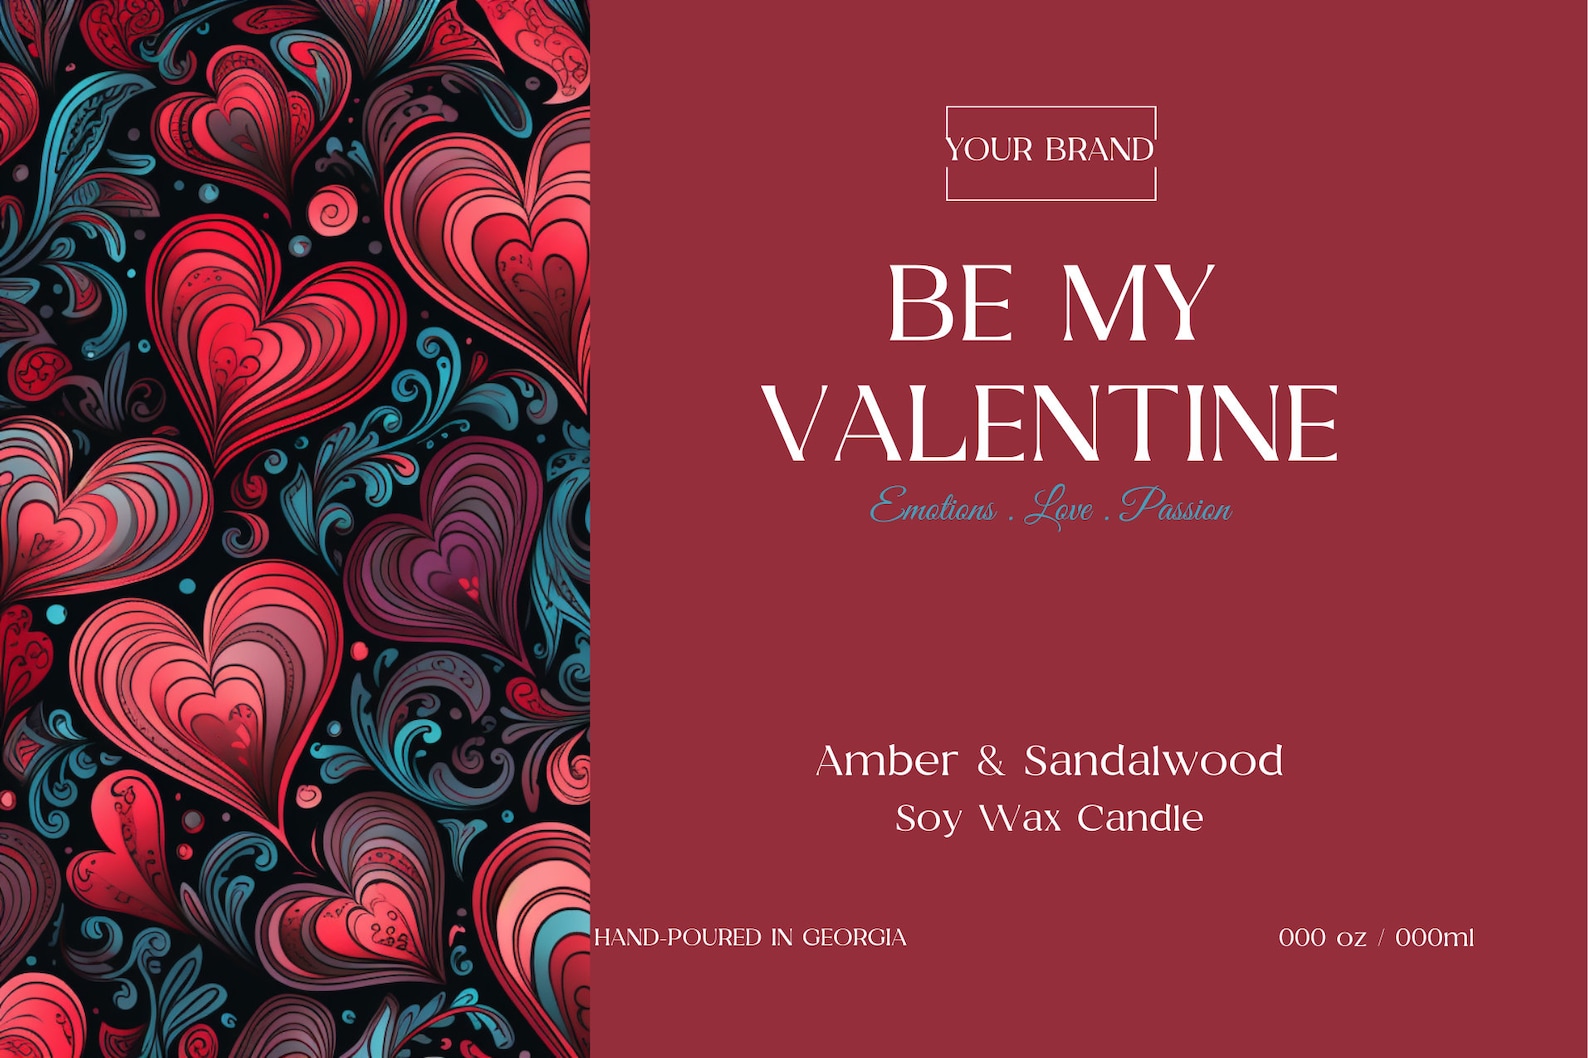 YOUR BRAND
BE MY
VALENTINE
Emotions . Love . Passion
Amber & Sandalwood
Soy Wax Candle
HAND-POURED IN GEORGIA
000 oz / 000ml